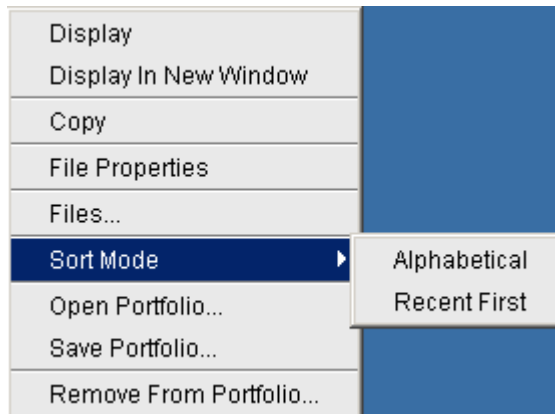 Display
Display In New Window
Copy
File Properties
Files...
Sort Mode
Alphabetical
Recent First
Open Portfolio...
Save Portfolio...
Remove From Portfolio...